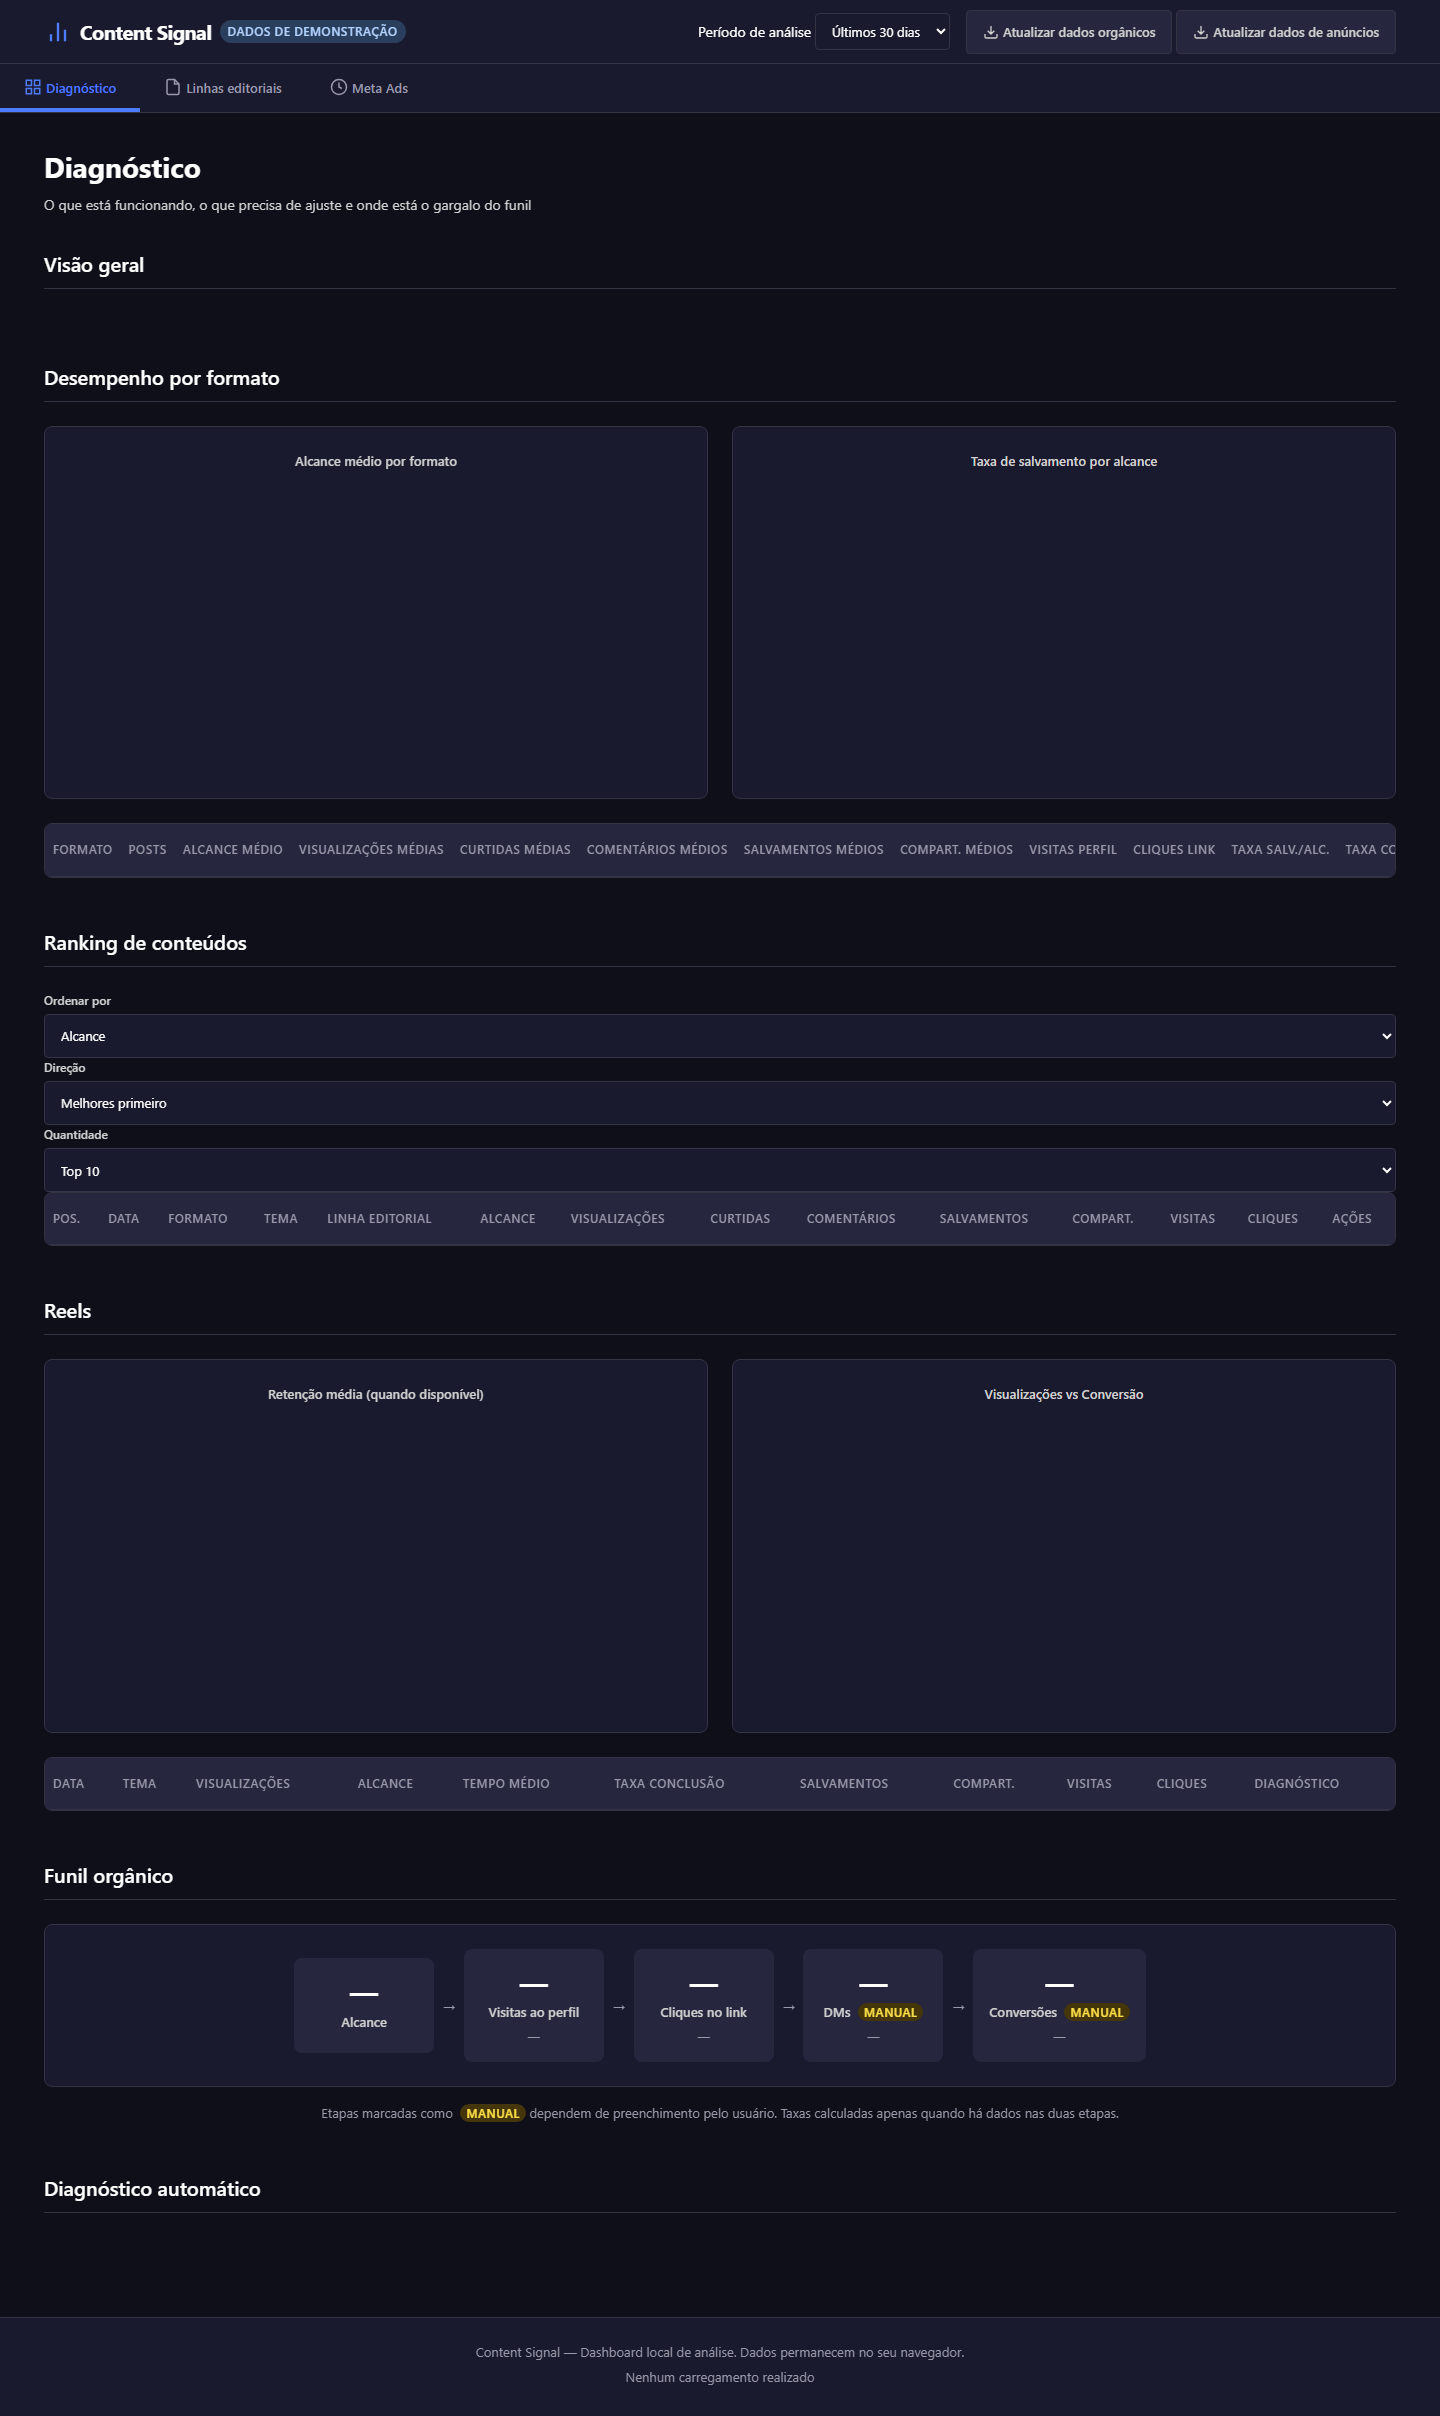 Content Signal DADOS DE DEMONSTRAÇÃO Período de análise Últimos 30 dias Atualizar dados orgânicos Atualizar dados de anúncios
Diagnóstico Linhas editoriais Meta Ads
Diagnóstico
O que está funcionando, o que precisa de ajuste e onde está o gargalo do funil
Visão geral
Desempenho por formato
Alcance médio por formato
Taxa de salvamento por alcance
FORMATO POSTS ALCANCE MÉDIO VISUALIZAÇÕES MÉDIAS CURTIDAS MÉDIAS COMENTÁRIOS MÉDIOS SALVAMENTOS MÉDIOS COMPART. MÉDIOS VISITAS PERFIL CLIQUES LINK TAXA SALV./ALC. TAXA CO
Ranking de conteúdos
Ordenar por
Alcance
Direção
Melhores primeiro
Quantidade
Top 10
POS. DATA FORMATO TEMA LINHA EDITORIAL ALCANCE VISUALIZAÇÕES CURTIDAS COMENTÁRIOS SALVAMENTOS COMPART. VISITAS CLIQUES AÇÕES
Reels
Retenção média (quando disponível)
Visualizações vs Conversão
DATA TEMA VISUALIZAÇÕES ALCANCE TEMPO MÉDIO TAXA CONCLUSÃO SALVAMENTOS COMPART. VISITAS CLIQUES DIAGNÓSTICO
Funil orgânico
—
Alcance
→
—
Visitas ao perfil
—
→
—
Cliques no link
—
→
—
DMs MANUAL
—
→
—
Conversões MANUAL
—
Etapas marcadas como MANUAL dependem de preenchimento pelo usuário. Taxas calculadas apenas quando há dados nas duas etapas.
Diagnóstico automático
Content Signal — Dashboard local de análise. Dados permanecem no seu navegador.
Nenhum carregamento realizado